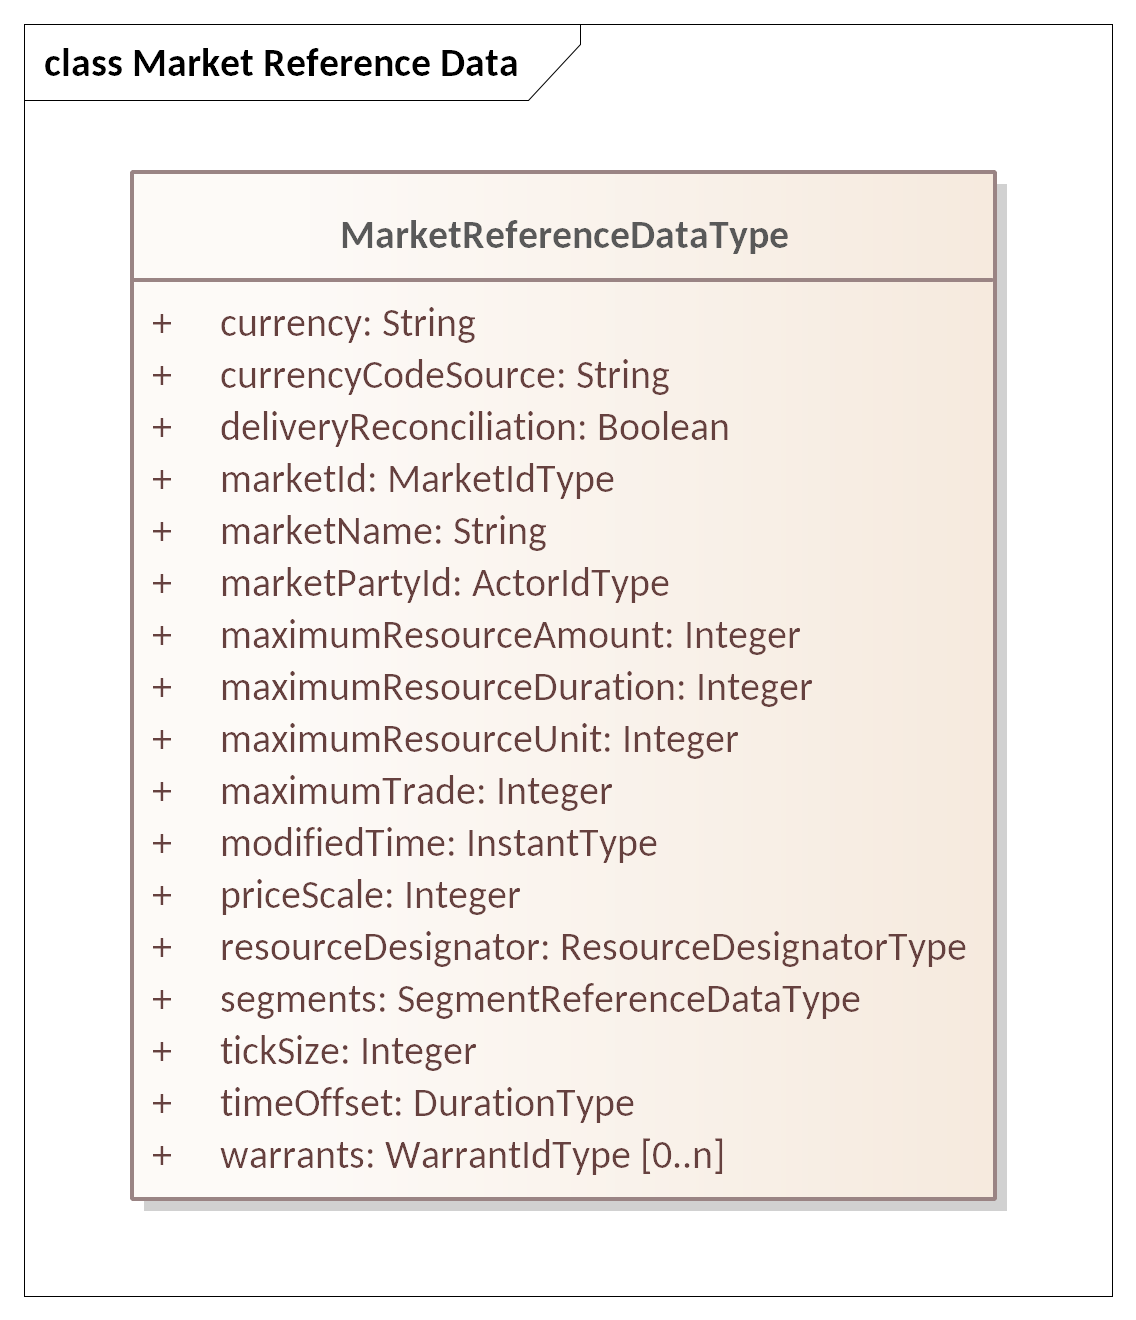 class Market Reference Data
MarketReferenceDataType
+ currency: String
+ currencyCodeSource: String
+ deliveryReconciliation: Boolean
+ marketId: MarketIdType
+ marketName: String
+ marketPartyId: ActorIdType
+ maximumResourceAmount: Integer
+ maximumResourceDuration: Integer
+ maximumResourceUnit: Integer
+ maximumTrade: Integer
+ modifiedTime: InstantType
+ priceScale: Integer
+ resourceDesignator: ResourceDesignatorType
+ segments: SegmentReferenceDataType
+ tickSize: Integer
+ timeOffset: DurationType
+ warrants: WarrantIdType [0..n]